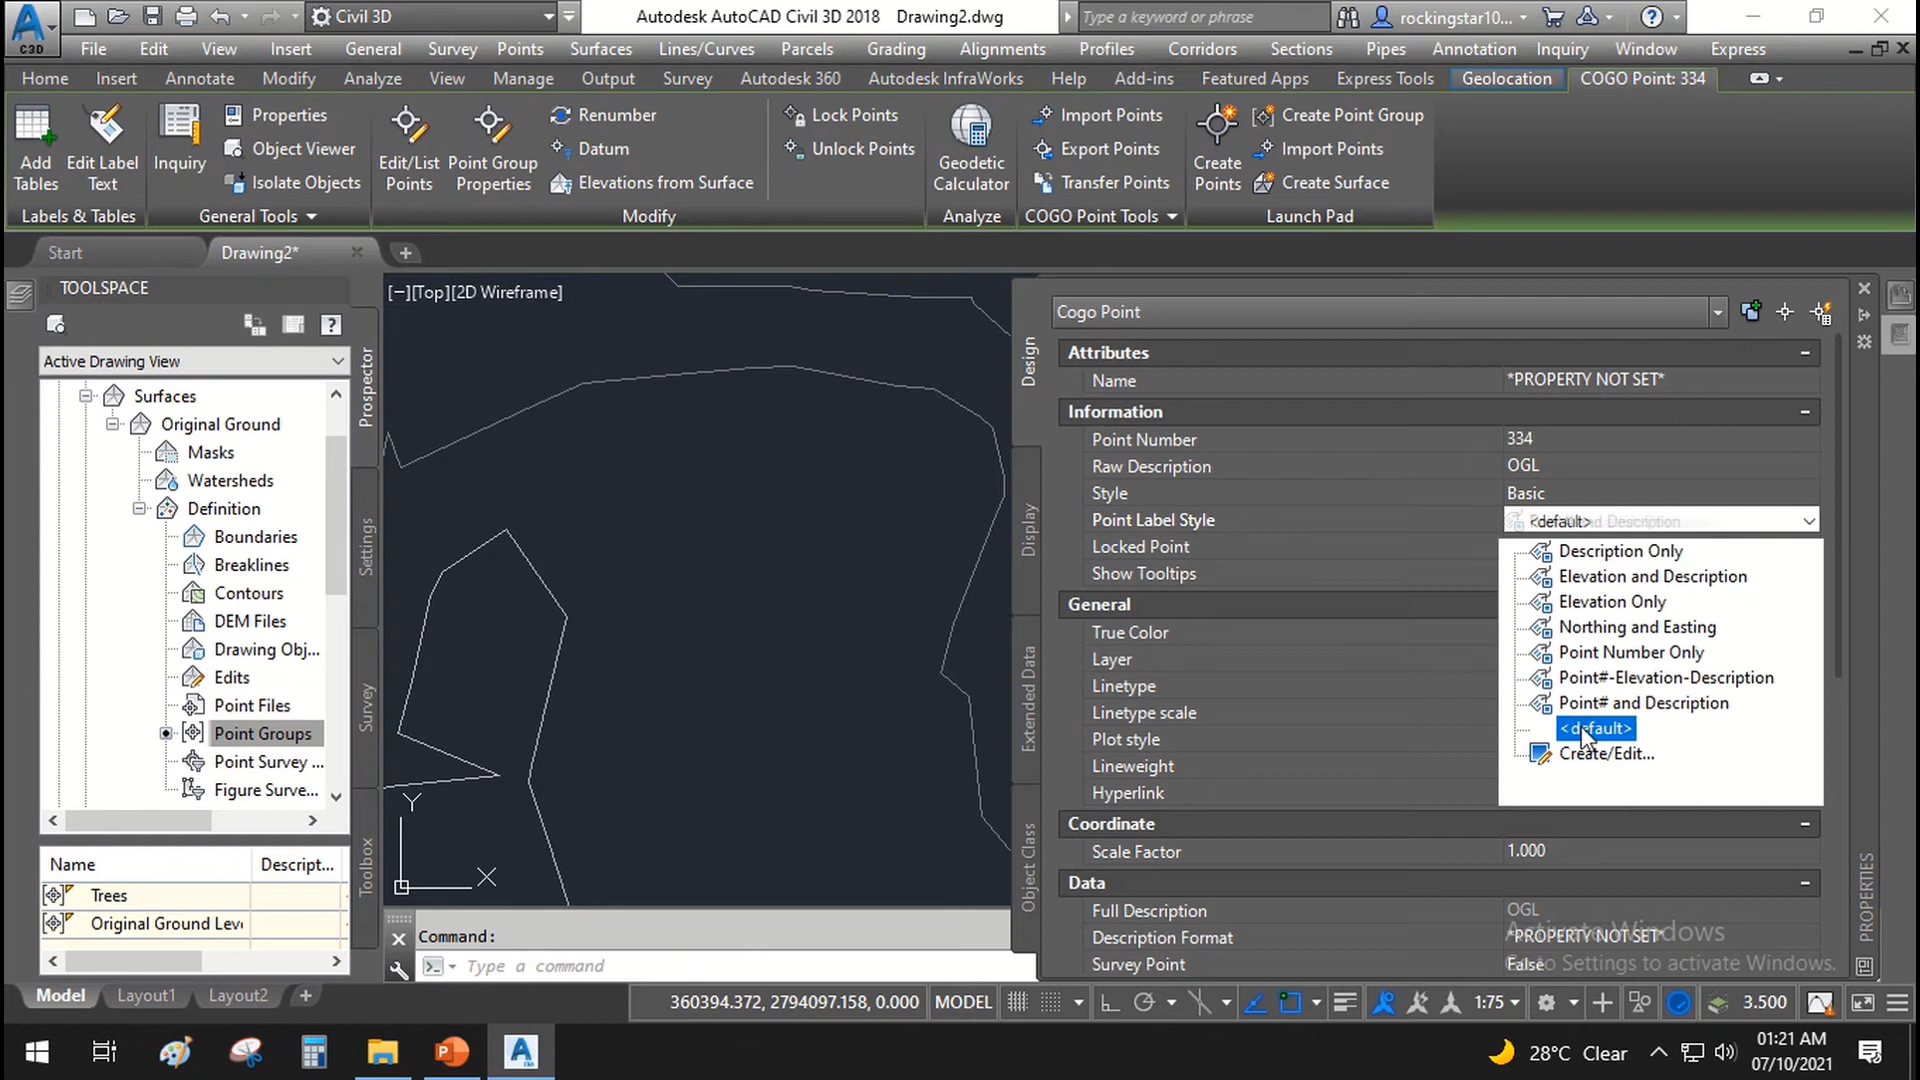 C3D
Civil 3D
Autodesk AutoCAD Civil 3D 2018 Drawing2.dwg
Type a keyword or phrase
rockingstar10...
File Edit View Insert General Survey Points Surfaces Lines/Curves Parcels Grading Alignments Profiles Corridors Sections Pipes Annotation Inquiry Window Express
Home Insert Annotate Modify Analyze View Manage Output Survey Autodesk 360 Autodesk InfraWorks Help Add-ins Featured Apps Express Tools Geolocation COGO Point: 334
Add Tables
Edit Label Text
Labels & Tables
Inquiry
Properties
Object Viewer
Isolate Objects
General Tools
Edit/List Points
Point Group Properties
Renumber
Datum
Elevations from Surface
Lock Points
Unlock Points
Modify
Geodetic Calculator
Analyze
Import Points
Export Points
Transfer Points
COGO Point Tools
Create Points
Create Point Group
Import Points
Create Surface
Launch Pad
Start
Drawing2*
TOOLSPACE
Active Drawing View
Surfaces
Original Ground
Masks
Watersheds
Definition
Boundaries
Breaklines
Contours
DEM Files
Drawing Obj...
Edits
Point Files
Point Groups
Point Survey ...
Figure Surve...
Prospector
Settings
Survey
Toolbox
Name Descript...
Trees
Original Ground Leve
[−][Top][2D Wireframe]
Y
X
Command:
Type a command
Design
Display
Extended Data
Object Class
Cogo Point
Attributes
Name *PROPERTY NOT SET*
Information
Point Number 334
Raw Description OGL
Style Basic
Point Label Style <default>
Locked Point
Show Tooltips
General
True Color
Layer
Linetype
Linetype scale
Plot style
Lineweight
Hyperlink
Description Only
Elevation and Description
Elevation Only
Northing and Easting
Point Number Only
Point#-Elevation-Description
Point# and Description
<default>
Create/Edit...
Coordinate
Scale Factor 1.000
Data
Full Description OGL
Description Format *PROPERTY NOT SET*
Survey Point False
Activate Windows
Go to Settings to activate Windows.
PROPERTIES
Model Layout1 Layout2
360394.372, 2794097.158, 0.000 MODEL
1:75
3.500
28°C Clear
01:21 AM
07/10/2021